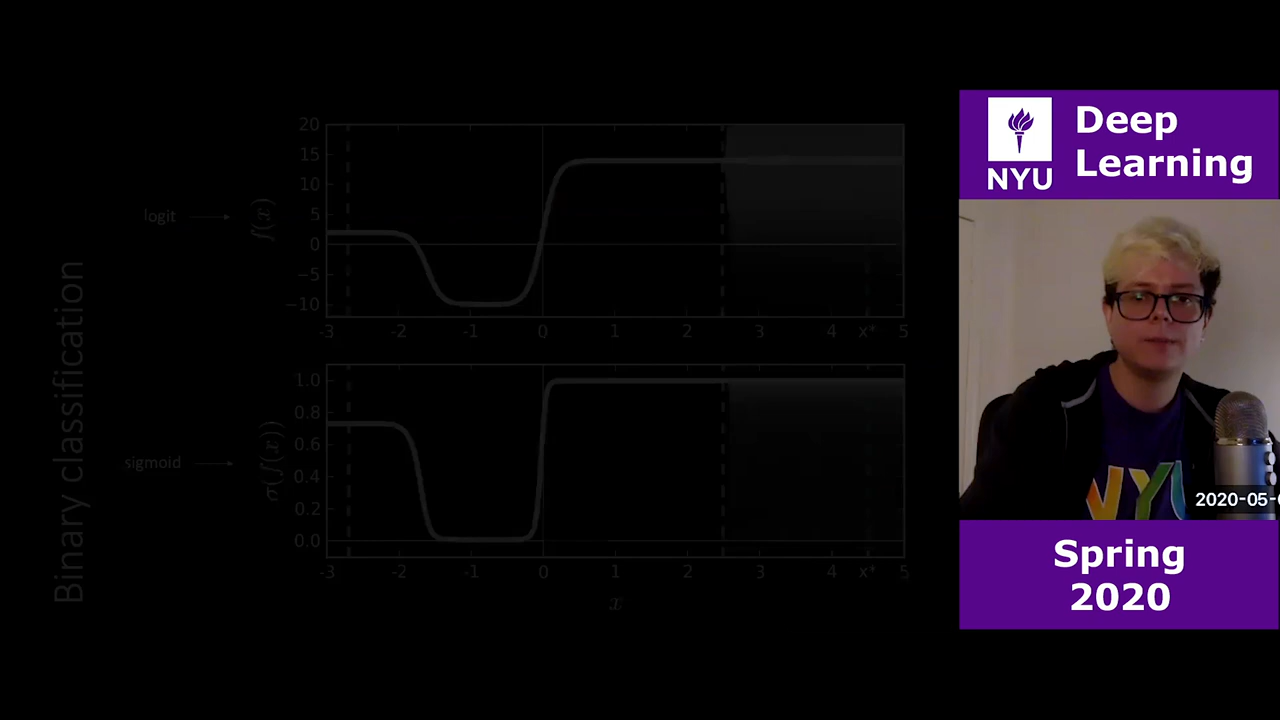 Binary classification
logit
f(x)
20
15
10
5
0
−5
−10
-3 -2 -1 0 1 2 3 4 x* 5
sigmoid
σ(f(x))
1.0
0.8
0.6
0.4
0.2
0.0
-3 -2 -1 0 1 2 3 4 x* 5
x
NYU
Deep
Learning
NYU
2020-05-
Spring
2020